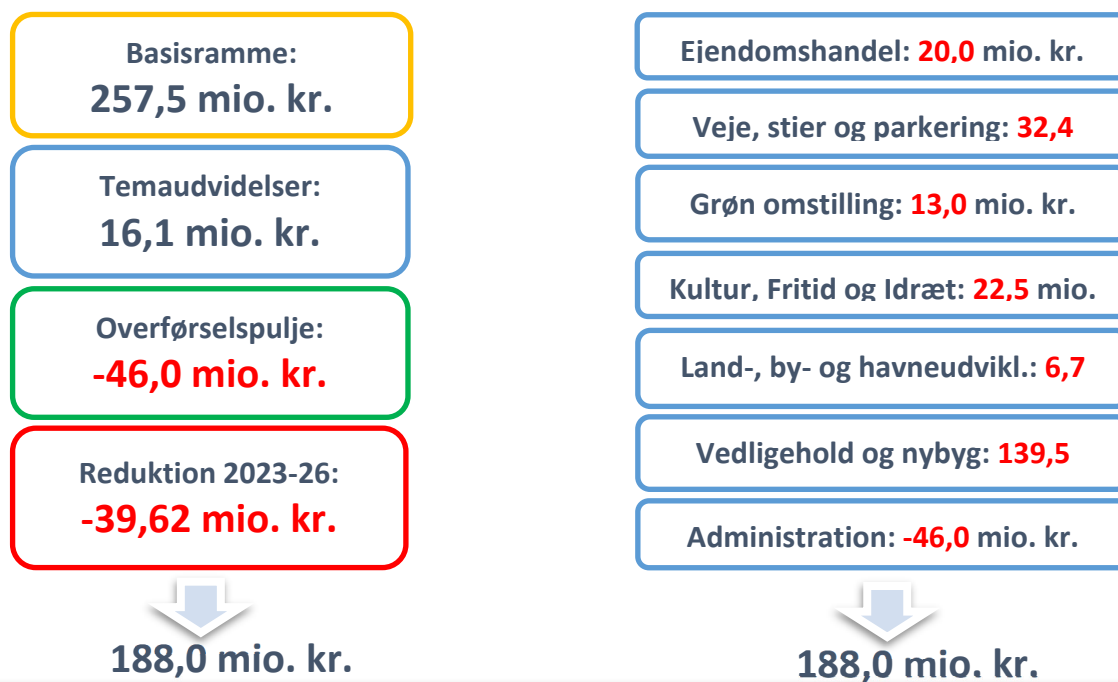 Basisramme:
257,5 mio. kr.
Temaudvidelser:
16,1 mio. kr.
Overførselspulje:
-46,0 mio. kr.
Reduktion 2023-26:
-39,62 mio. kr.
188,0 mio. kr.
Ejendomshandel: 20,0 mio. kr.
Veje, stier og parkering: 32,4
Grøn omstilling: 13,0 mio. kr.
Kultur, Fritid og Idræt: 22,5 mio.
Land-, by- og havneudvikl.: 6,7
Vedligehold og nybyg: 139,5
Administration: -46,0 mio. kr.
188,0 mio. kr.